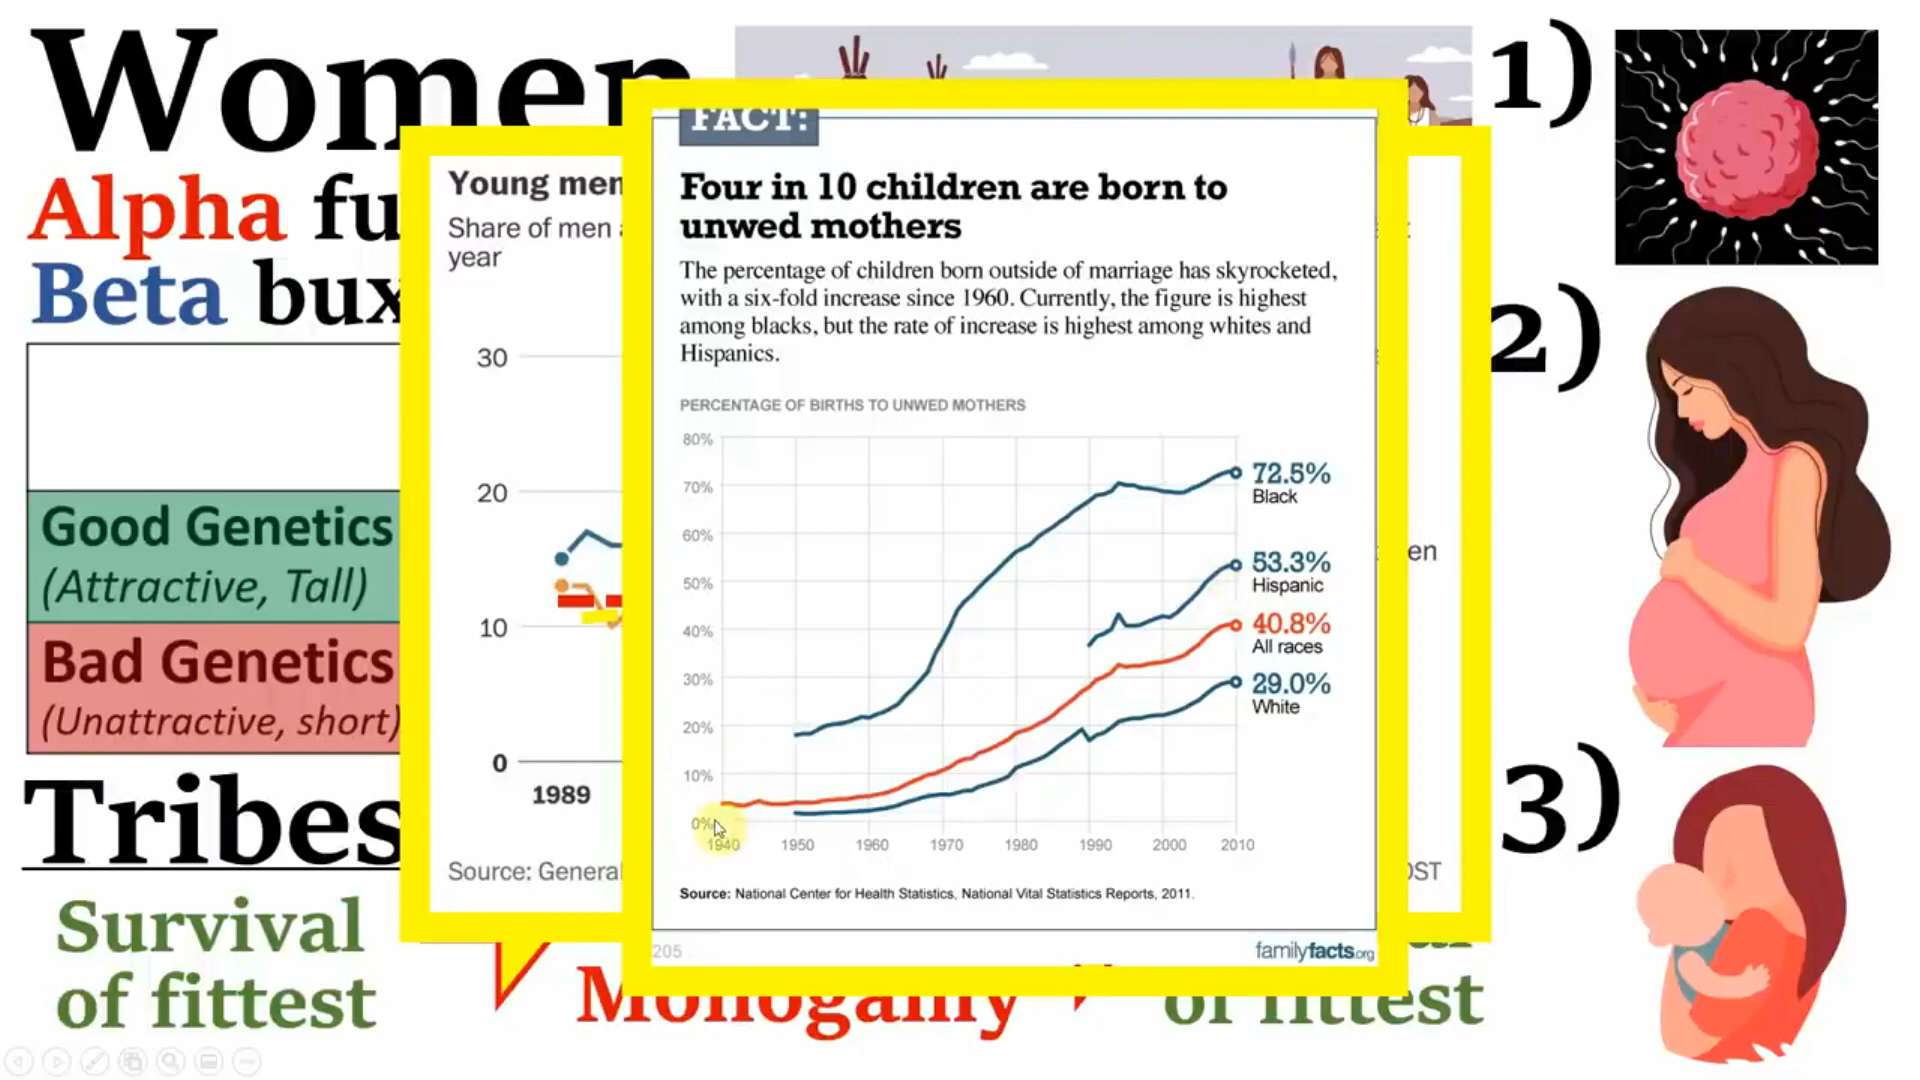 Women
Alpha fu
Beta bux
Good Genetics
(Attractive, Tall)
Bad Genetics
(Unattractive, short)
Tribes
Survival
of fittest
Young men
Share of men
year
30
20
10
0
1989
Source: General
FACT:
Four in 10 children are born to
unwed mothers
The percentage of children born outside of marriage has skyrocketed,
with a six-fold increase since 1960. Currently, the figure is highest
among blacks, but the rate of increase is highest among whites and
Hispanics.
PERCENTAGE OF BIRTHS TO UNWED MOTHERS
80%
70%
60%
50%
40%
30%
20%
10%
0%
1940 1950 1960 1970 1980 1990 2000 2010
72.5%
Black
53.3%
Hispanic
40.8%
All races
29.0%
White
Source: National Center for Health Statistics, National Vital Statistics Reports, 2011.
205
familyfacts.org
en
OST
Monogamy
of fittest
1)
2)
3)